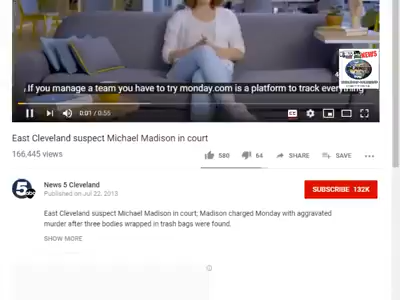 NEWS
If you manage a team you have to try monday.com is a platform to track everything
0:01 / 0:55
East Cleveland suspect Michael Madison in court
166,445 views
580
64
SHARE
SAVE
News 5 Cleveland
Published on Jul 22, 2013
SUBSCRIBE 132K
East Cleveland suspect Michael Madison in court; Madison charged Monday with aggravated
murder after three bodies wrapped in trash bags were found.
SHOW MORE